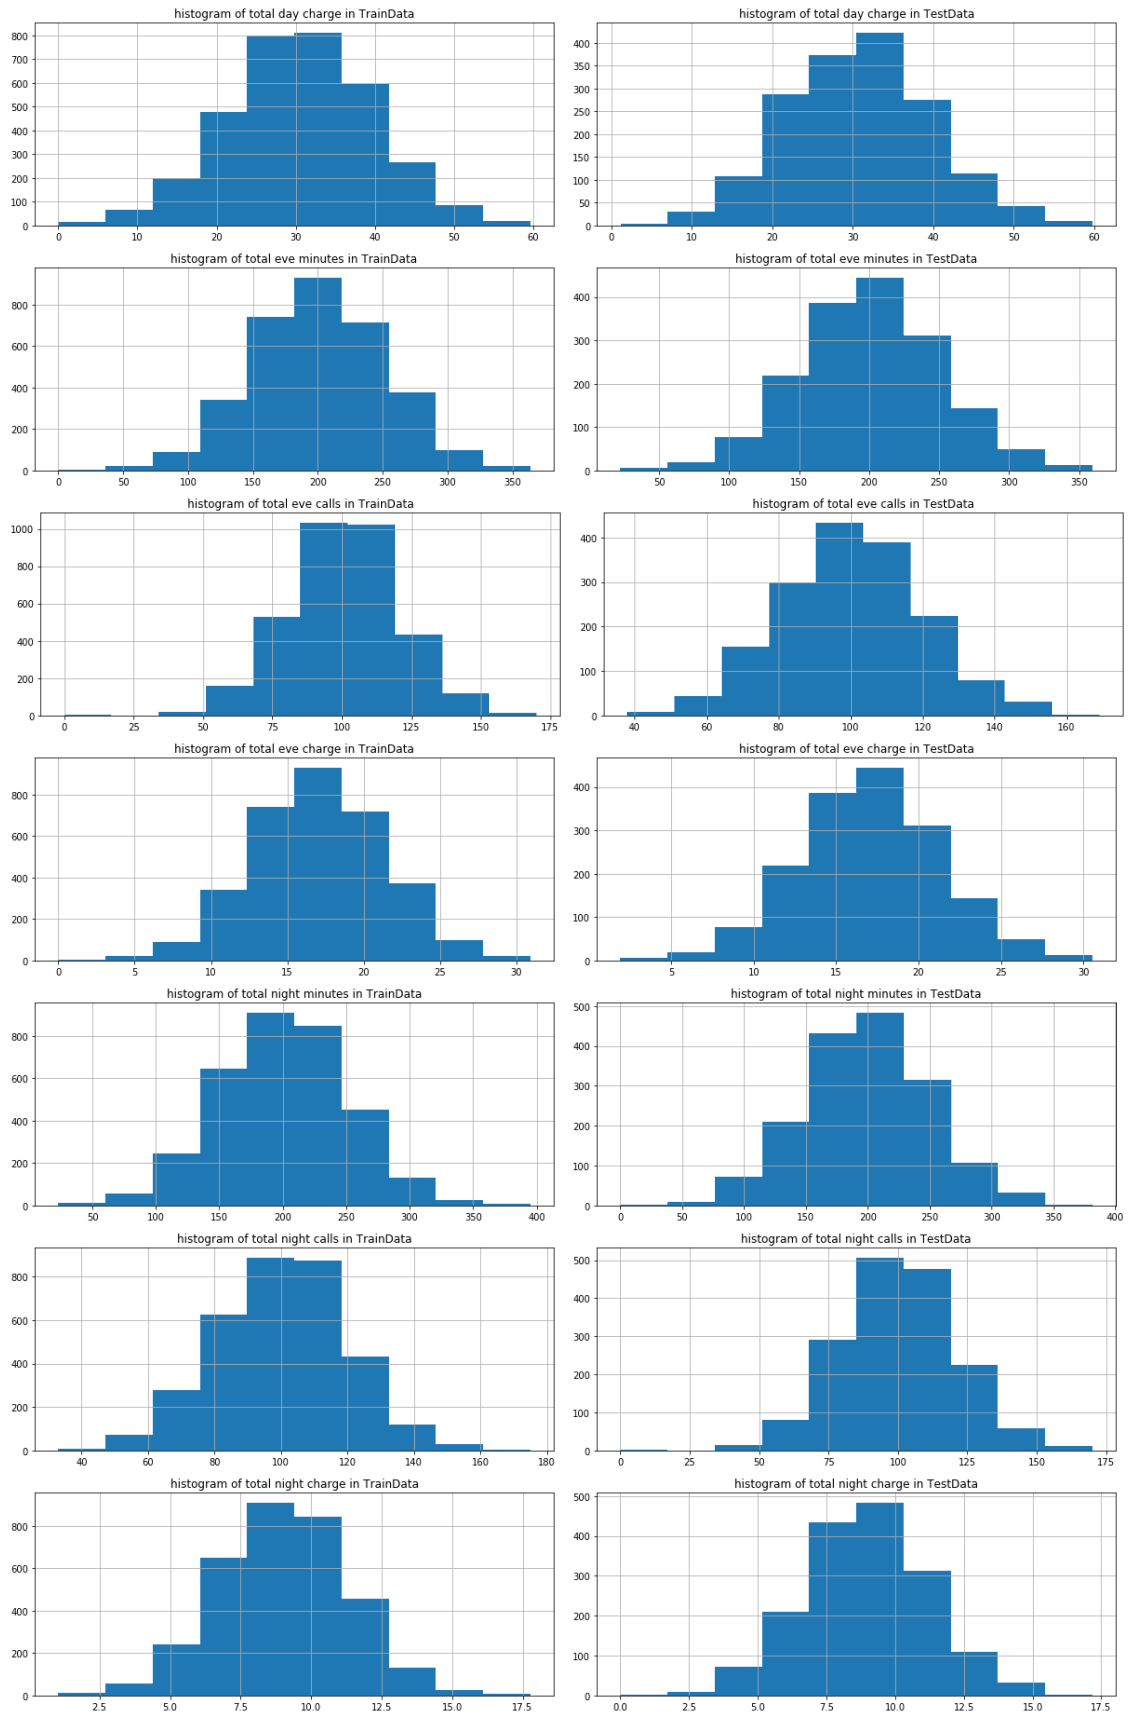 histogram of total day charge in TrainData
800
700
600
500
400
300
200
100
0
0 10 20 30 40 50 60
histogram of total day charge in TestData
400
350
300
250
200
150
100
50
0
0 10 20 30 40 50 60
histogram of total eve minutes in TrainData
800
600
400
200
0
0 50 100 150 200 250 300 350
histogram of total eve minutes in TestData
400
300
200
100
0
50 100 150 200 250 300 350
histogram of total eve calls in TrainData
1000
800
600
400
200
0
0 25 50 75 100 125 150 175
histogram of total eve calls in TestData
400
300
200
100
0
40 60 80 100 120 140 160
histogram of total eve charge in TrainData
800
600
400
200
0
0 5 10 15 20 25 30
histogram of total eve charge in TestData
400
300
200
100
0
5 10 15 20 25 30
histogram of total night minutes in TrainData
800
600
400
200
0
50 100 150 200 250 300 350 400
histogram of total night minutes in TestData
500
400
300
200
100
0
0 50 100 150 200 250 300 350 400
histogram of total night calls in TrainData
800
600
400
200
0
40 60 80 100 120 140 160 180
histogram of total night calls in TestData
500
400
300
200
100
0
0 25 50 75 100 125 150 175
histogram of total night charge in TrainData
800
600
400
200
0
2.5 5.0 7.5 10.0 12.5 15.0 17.5
histogram of total night charge in TestData
500
400
300
200
100
0
0.0 2.5 5.0 7.5 10.0 12.5 15.0 17.5